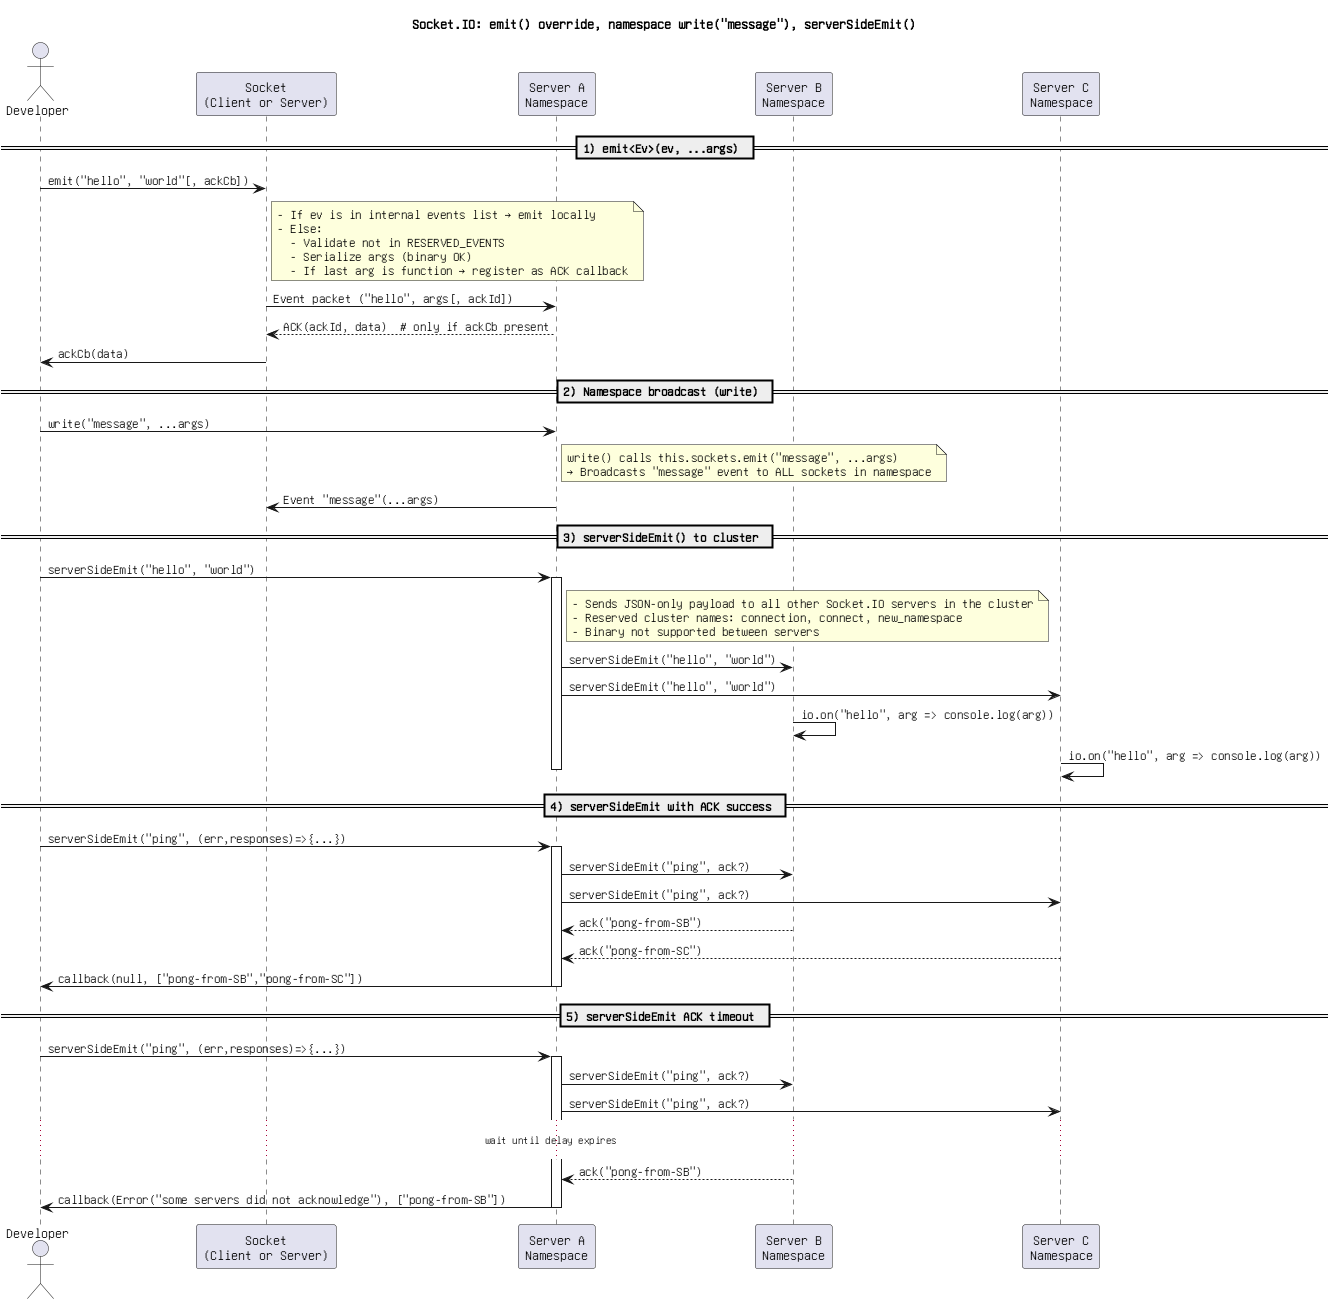 Socket.IO: emit() override, namespace write("message"), serverSideEmit()
Developer
Socket
(Client or Server)
Server A
Namespace
Server B
Namespace
Server C
Namespace
1) emit<Ev>(ev, ...args)
emit("hello", "world"[, ackCb])
- If ev is in internal events list → emit locally
- Else:
- Validate not in RESERVED_EVENTS
- Serialize args (binary OK)
- If last arg is function → register as ACK callback
Event packet ("hello", args[, ackId])
ACK(ackId, data)  # only if ackCb present
ackCb(data)
2) Namespace broadcast (write)
write("message", ...args)
write() calls this.sockets.emit("message", ...args)
→ Broadcasts "message" event to ALL sockets in namespace
Event "message"(...args)
3) serverSideEmit() to cluster
serverSideEmit("hello", "world")
- Sends JSON-only payload to all other Socket.IO servers in the cluster
- Reserved cluster names: connection, connect, new_namespace
- Binary not supported between servers
serverSideEmit("hello", "world")
serverSideEmit("hello", "world")
io.on("hello", arg => console.log(arg))
io.on("hello", arg => console.log(arg))
4) serverSideEmit with ACK success
serverSideEmit("ping", (err,responses)=>{...})
serverSideEmit("ping", ack?)
serverSideEmit("ping", ack?)
ack("pong-from-SB")
ack("pong-from-SC")
callback(null, ["pong-from-SB","pong-from-SC"])
5) serverSideEmit ACK timeout
serverSideEmit("ping", (err,responses)=>{...})
serverSideEmit("ping", ack?)
serverSideEmit("ping", ack?)
wait until delay expires
ack("pong-from-SB")
callback(Error("some servers did not acknowledge"), ["pong-from-SB"])
Developer
Socket
(Client or Server)
Server A
Namespace
Server B
Namespace
Server C
Namespace